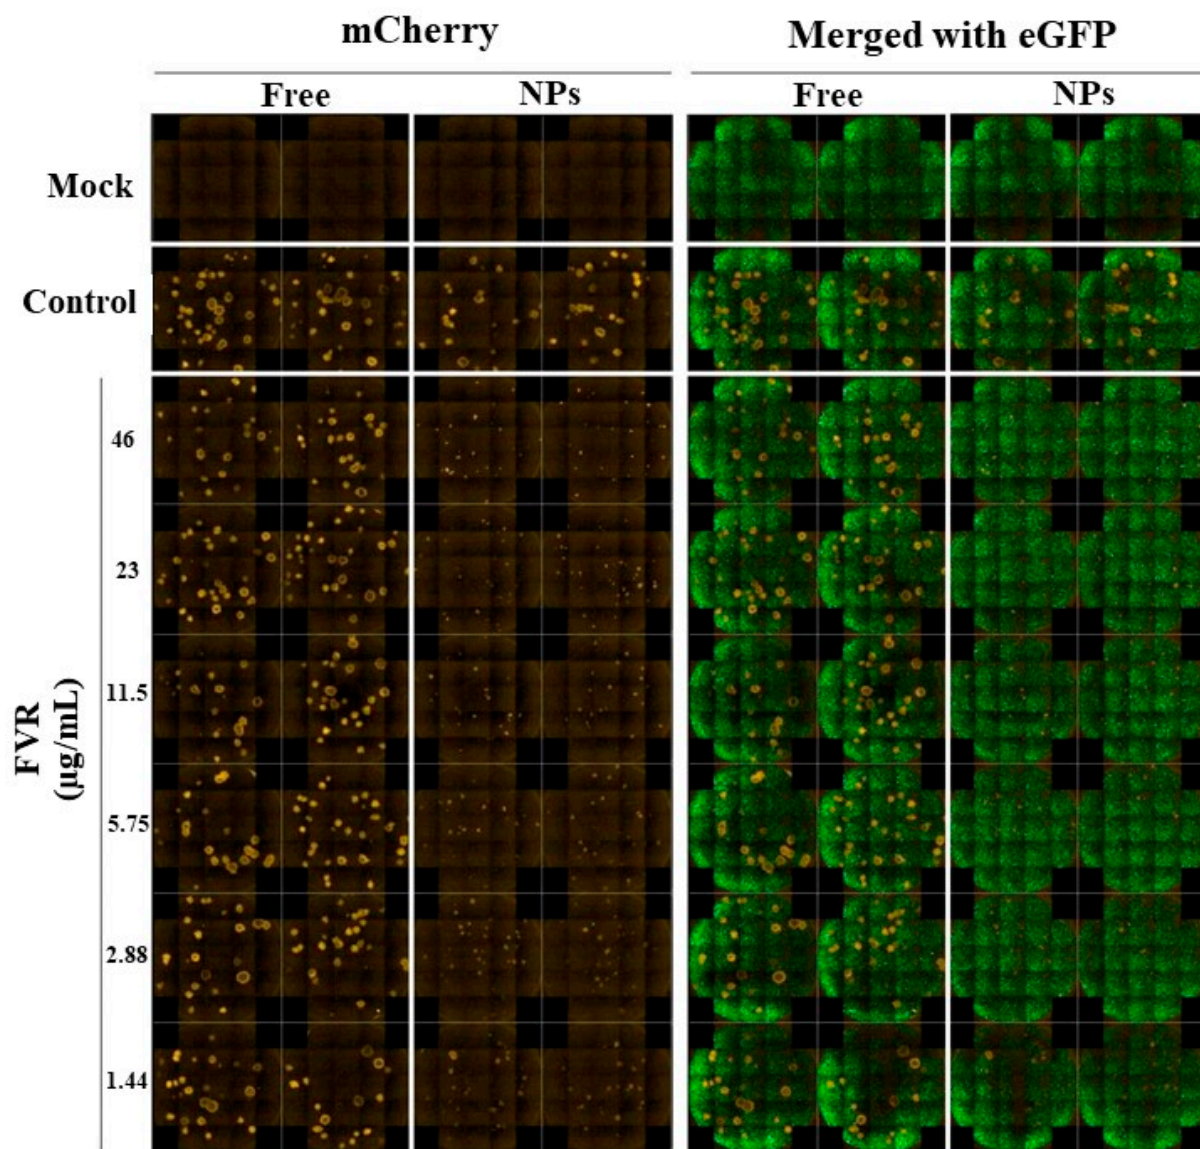 mCherry
Merged with eGFP
Free
NPs
Free
NPs
Mock
Control
46
23
11.5
5.75
2.88
1.44
FVR
(µg/mL)